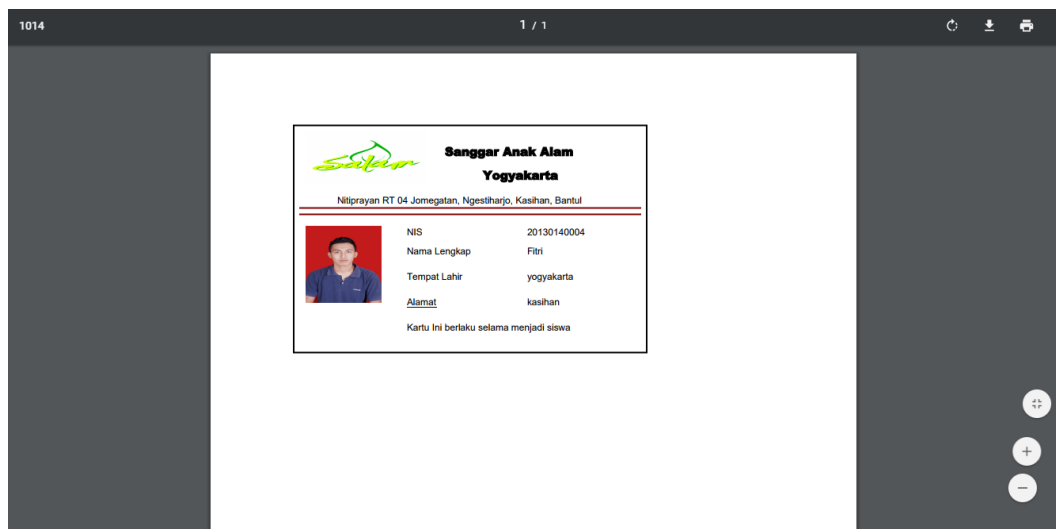 1014
1 / 1
Salam
Sanggar Anak Alam
Yogyakarta
Nitiprayan RT 04 Jomegatan, Ngestiharjo, Kasihan, Bantul
NIS 20130140004
Nama Lengkap Fitri
Tempat Lahir yogyakarta
Alamat kasihan
Kartu Ini berlaku selama menjadi siswa